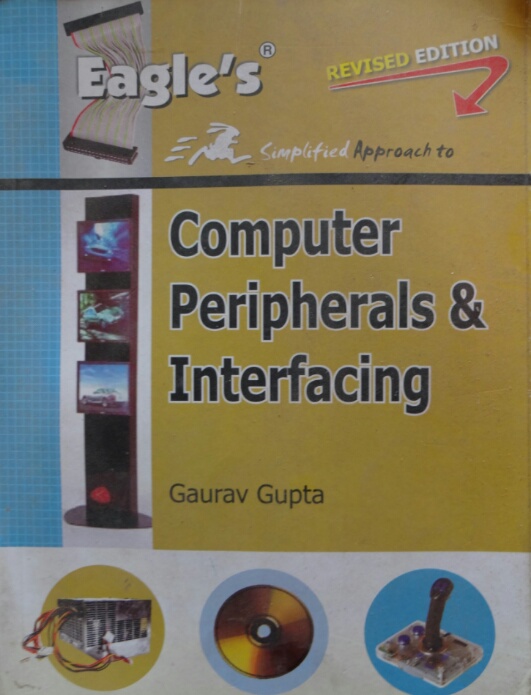 Eagle's®
REVISED EDITION
Simplified Approach to
Computer
Peripherals &
Interfacing
Gaurav Gupta